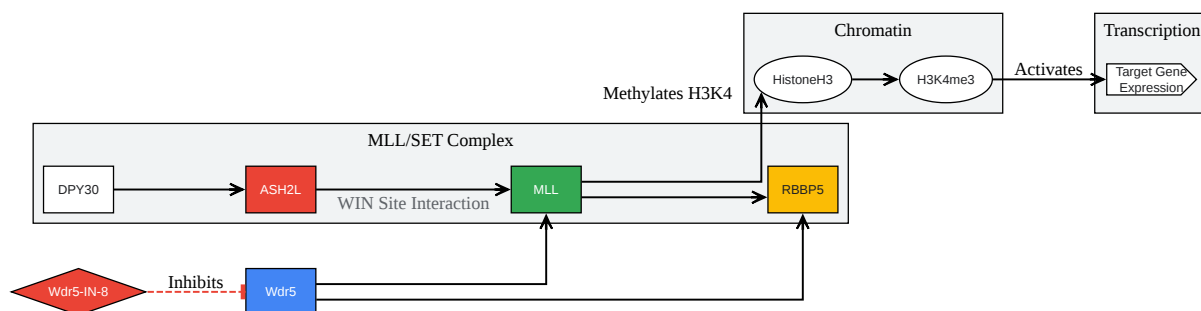 Chromatin
Transcription
HistoneH3
H3K4me3
Activates
Target Gene
Expression
Methylates H3K4
MLL/SET Complex
DPY30
ASH2L
WIN Site Interaction
MLL
RBBP5
Wdr5-IN-8
Inhibits
Wdr5